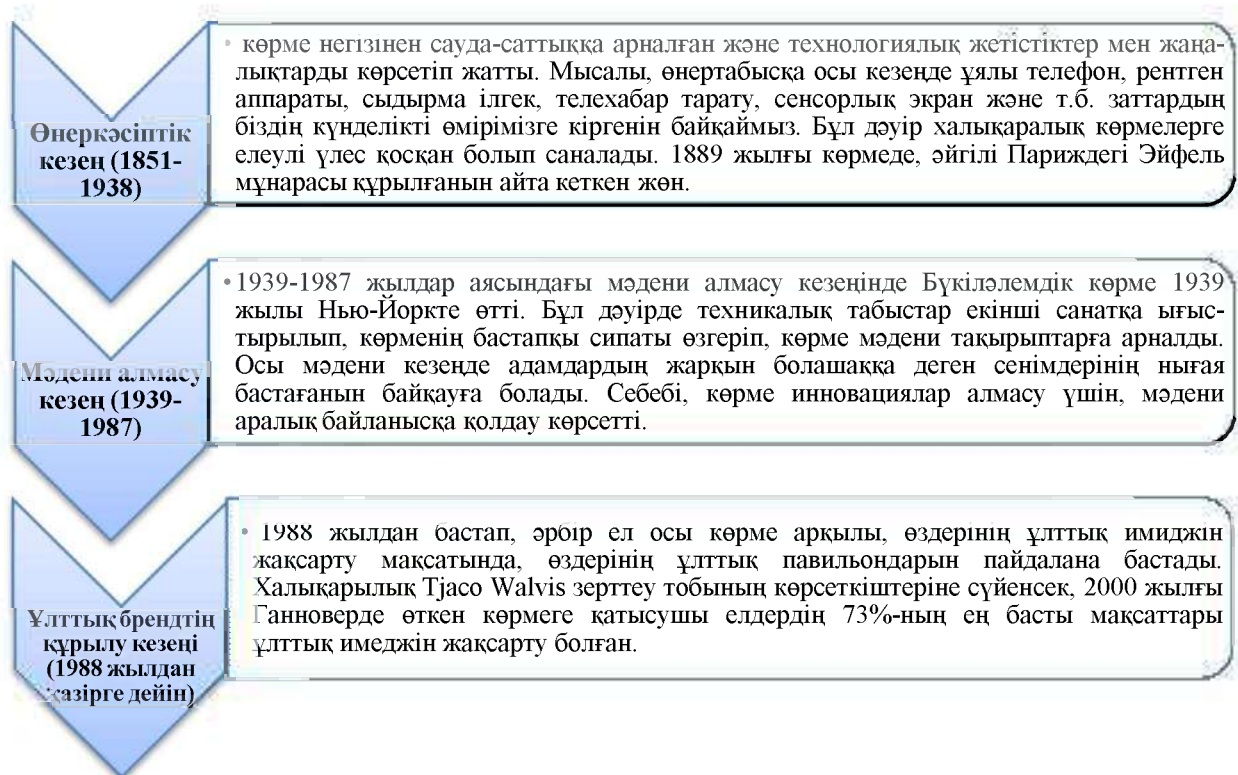 Өнеркәсіптік
кезең (1851-
1938)
• көрме негізінен сауда-саттыққа арналған және технологиялық жетістіктер мен жаңа-
лықтарды көрсетіп жатты. Мысалы, өнертабысқа осы кезеңде ұялы телефон, рентген
аппараты, сыдырма ілгек, телехабар тарату, сенсорлық экран және т.б. заттардың
біздің күнделікті өмірімізге кіргенін байқаймыз. Бұл дәуір халықаралық көрмелерге
елеулі үлес қосқан болып саналады. 1889 жылғы көрмеде, әйгілі Париждегі Эйфель
мұнарасы құрылғанын айта кеткен жөн.
Мәдени алмасу
кезең (1939-
1987)
• 1939-1987 жылдар аясындағы мәдени алмасу кезеңінде Бүкіләлемдік көрме 1939
жылы Нью-Йоркте өтті. Бұл дәуірде техникалық табыстар екінші санатқа ығыс-
тырылып, көрменің бастапқы сипаты өзгеріп, көрме мәдени тақырыптарға арналды.
Осы мәдени кезеңде адамдардың жарқын болашаққа деген сенімдерінің нығая
бастағанын байқауға болады. Себебі, көрме инновациялар алмасу үшін, мәдени
аралық байланысқа қолдау көрсетті.
Ұлттық брендтің
құрылу кезеңі
(1988 жылдан
қазірге дейін)
• 1988 жылдан бастап, әрбір ел осы көрме арқылы, өздерінің ұлттық имиджін
жақсарту мақсатында, өздерінің ұлттық павильондарын пайдалана бастады.
Халықарылық Tjaco Walvis зерттеу тобының көрсеткіштеріне сүйенсек, 2000 жылғы
Ганноверде өткен көрмеге қатысушы елдердің 73%-ның ең басты мақсаттары
ұлттық имеджін жақсарту болған.